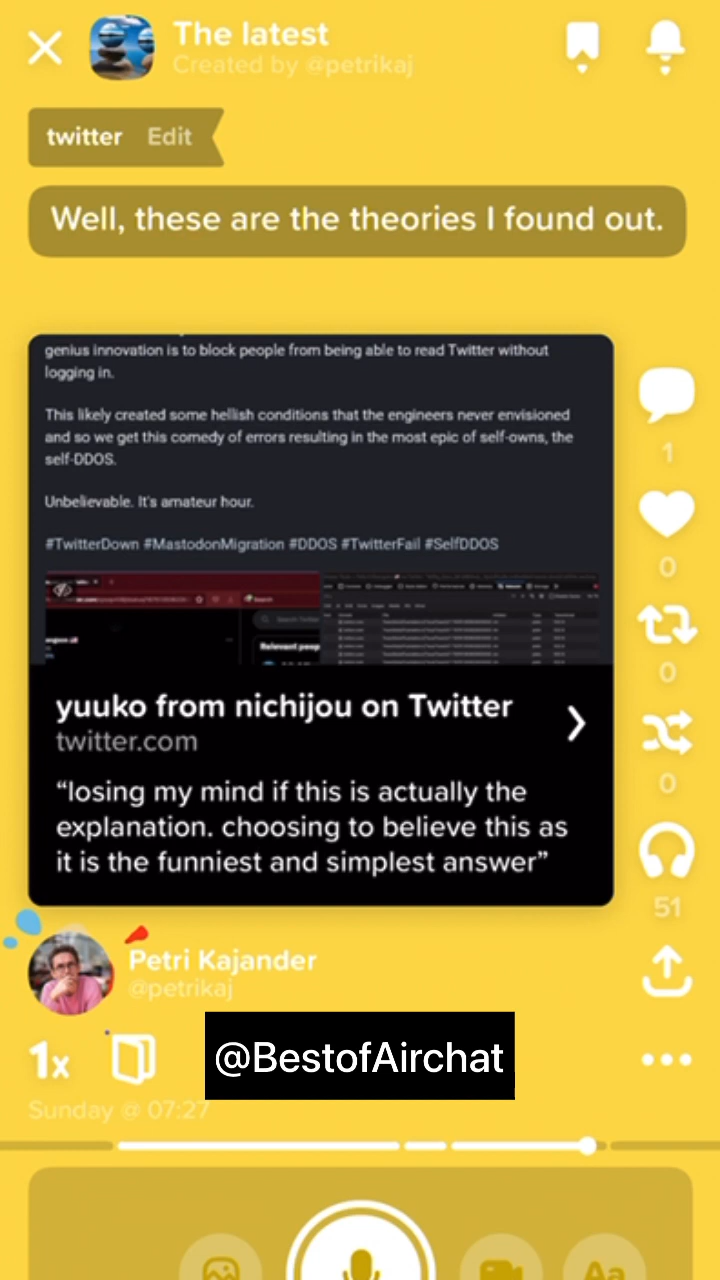 The latest
Created by @petrikaj
twitter Edit
Well, these are the theories I found out.
genius innovation is to block people from being able to read Twitter without
logging in.
This likely created some hellish conditions that the engineers never envisioned
and so we get this comedy of errors resulting in the most epic of self-owns, the
self-DDOS.
Unbelievable. It's amateur hour.
#TwitterDown #MastodonMigration #DDOS #TwitterFail #SelfDDOS
yuuko from nichijou on Twitter
twitter.com
“losing my mind if this is actually the
explanation. choosing to believe this as
it is the funniest and simplest answer”
1
0
0
0
51
Petri Kajander
@petrikaj
1x
@BestofAirchat
Sunday @ 07:27
Aa